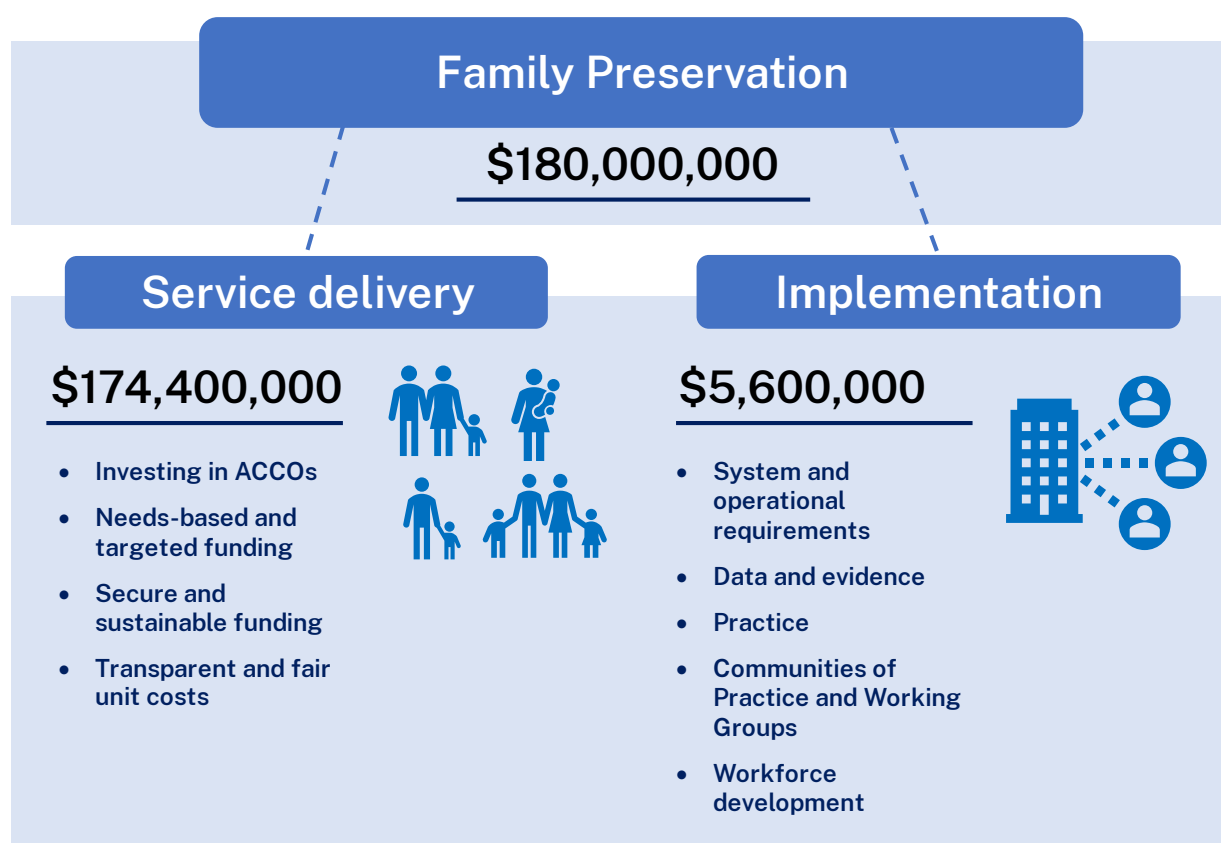 Family Preservation
$180,000,000
Service delivery
$174,400,000
• Investing in ACCOs
• Needs-based and
targeted funding
• Secure and
sustainable funding
• Transparent and fair
unit costs
Implementation
$5,600,000
• System and
operational
requirements
• Data and evidence
• Practice
• Communities of
Practice and Working
Groups
• Workforce
development